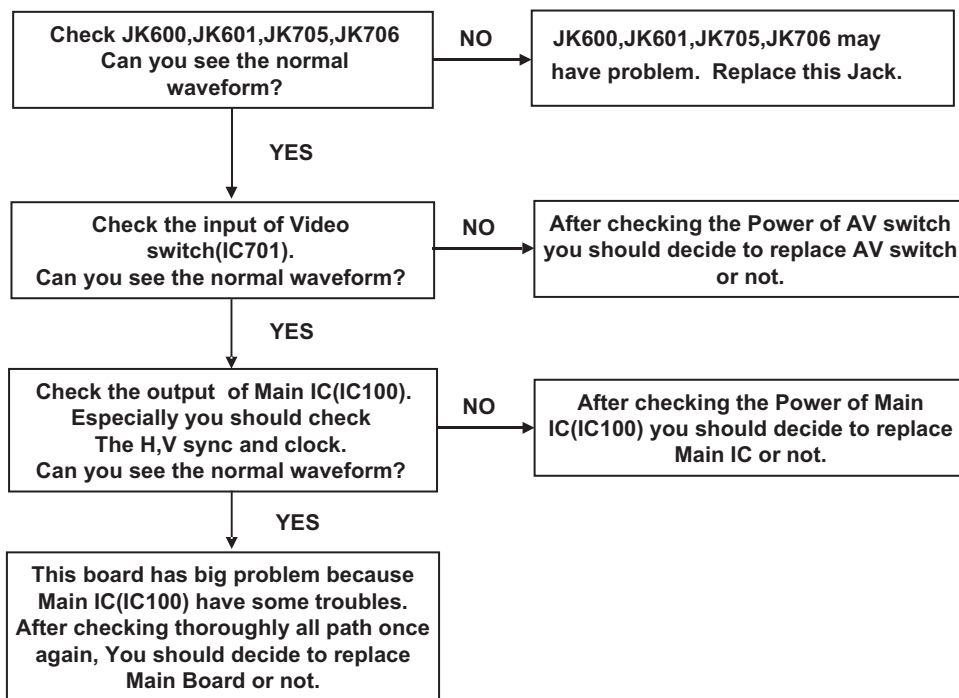 Check JK600,JK601,JK705,JK706
Can you see the normal
waveform?
NO
JK600,JK601,JK705,JK706 may
have problem.  Replace this Jack.
YES
Check the input of Video
switch(IC701).
Can you see the normal waveform?
NO
After checking the Power of AV switch
you should decide to replace AV switch
or not.
YES
Check the output  of Main IC(IC100).
Especially you should check
The H,V sync and clock.
Can you see the normal waveform?
NO
After checking the Power of Main
IC(IC100) you should decide to replace
Main IC or not.
YES
This board has big problem because
Main IC(IC100) have some troubles.
After checking thoroughly all path once
again, You should decide to replace
Main Board or not.